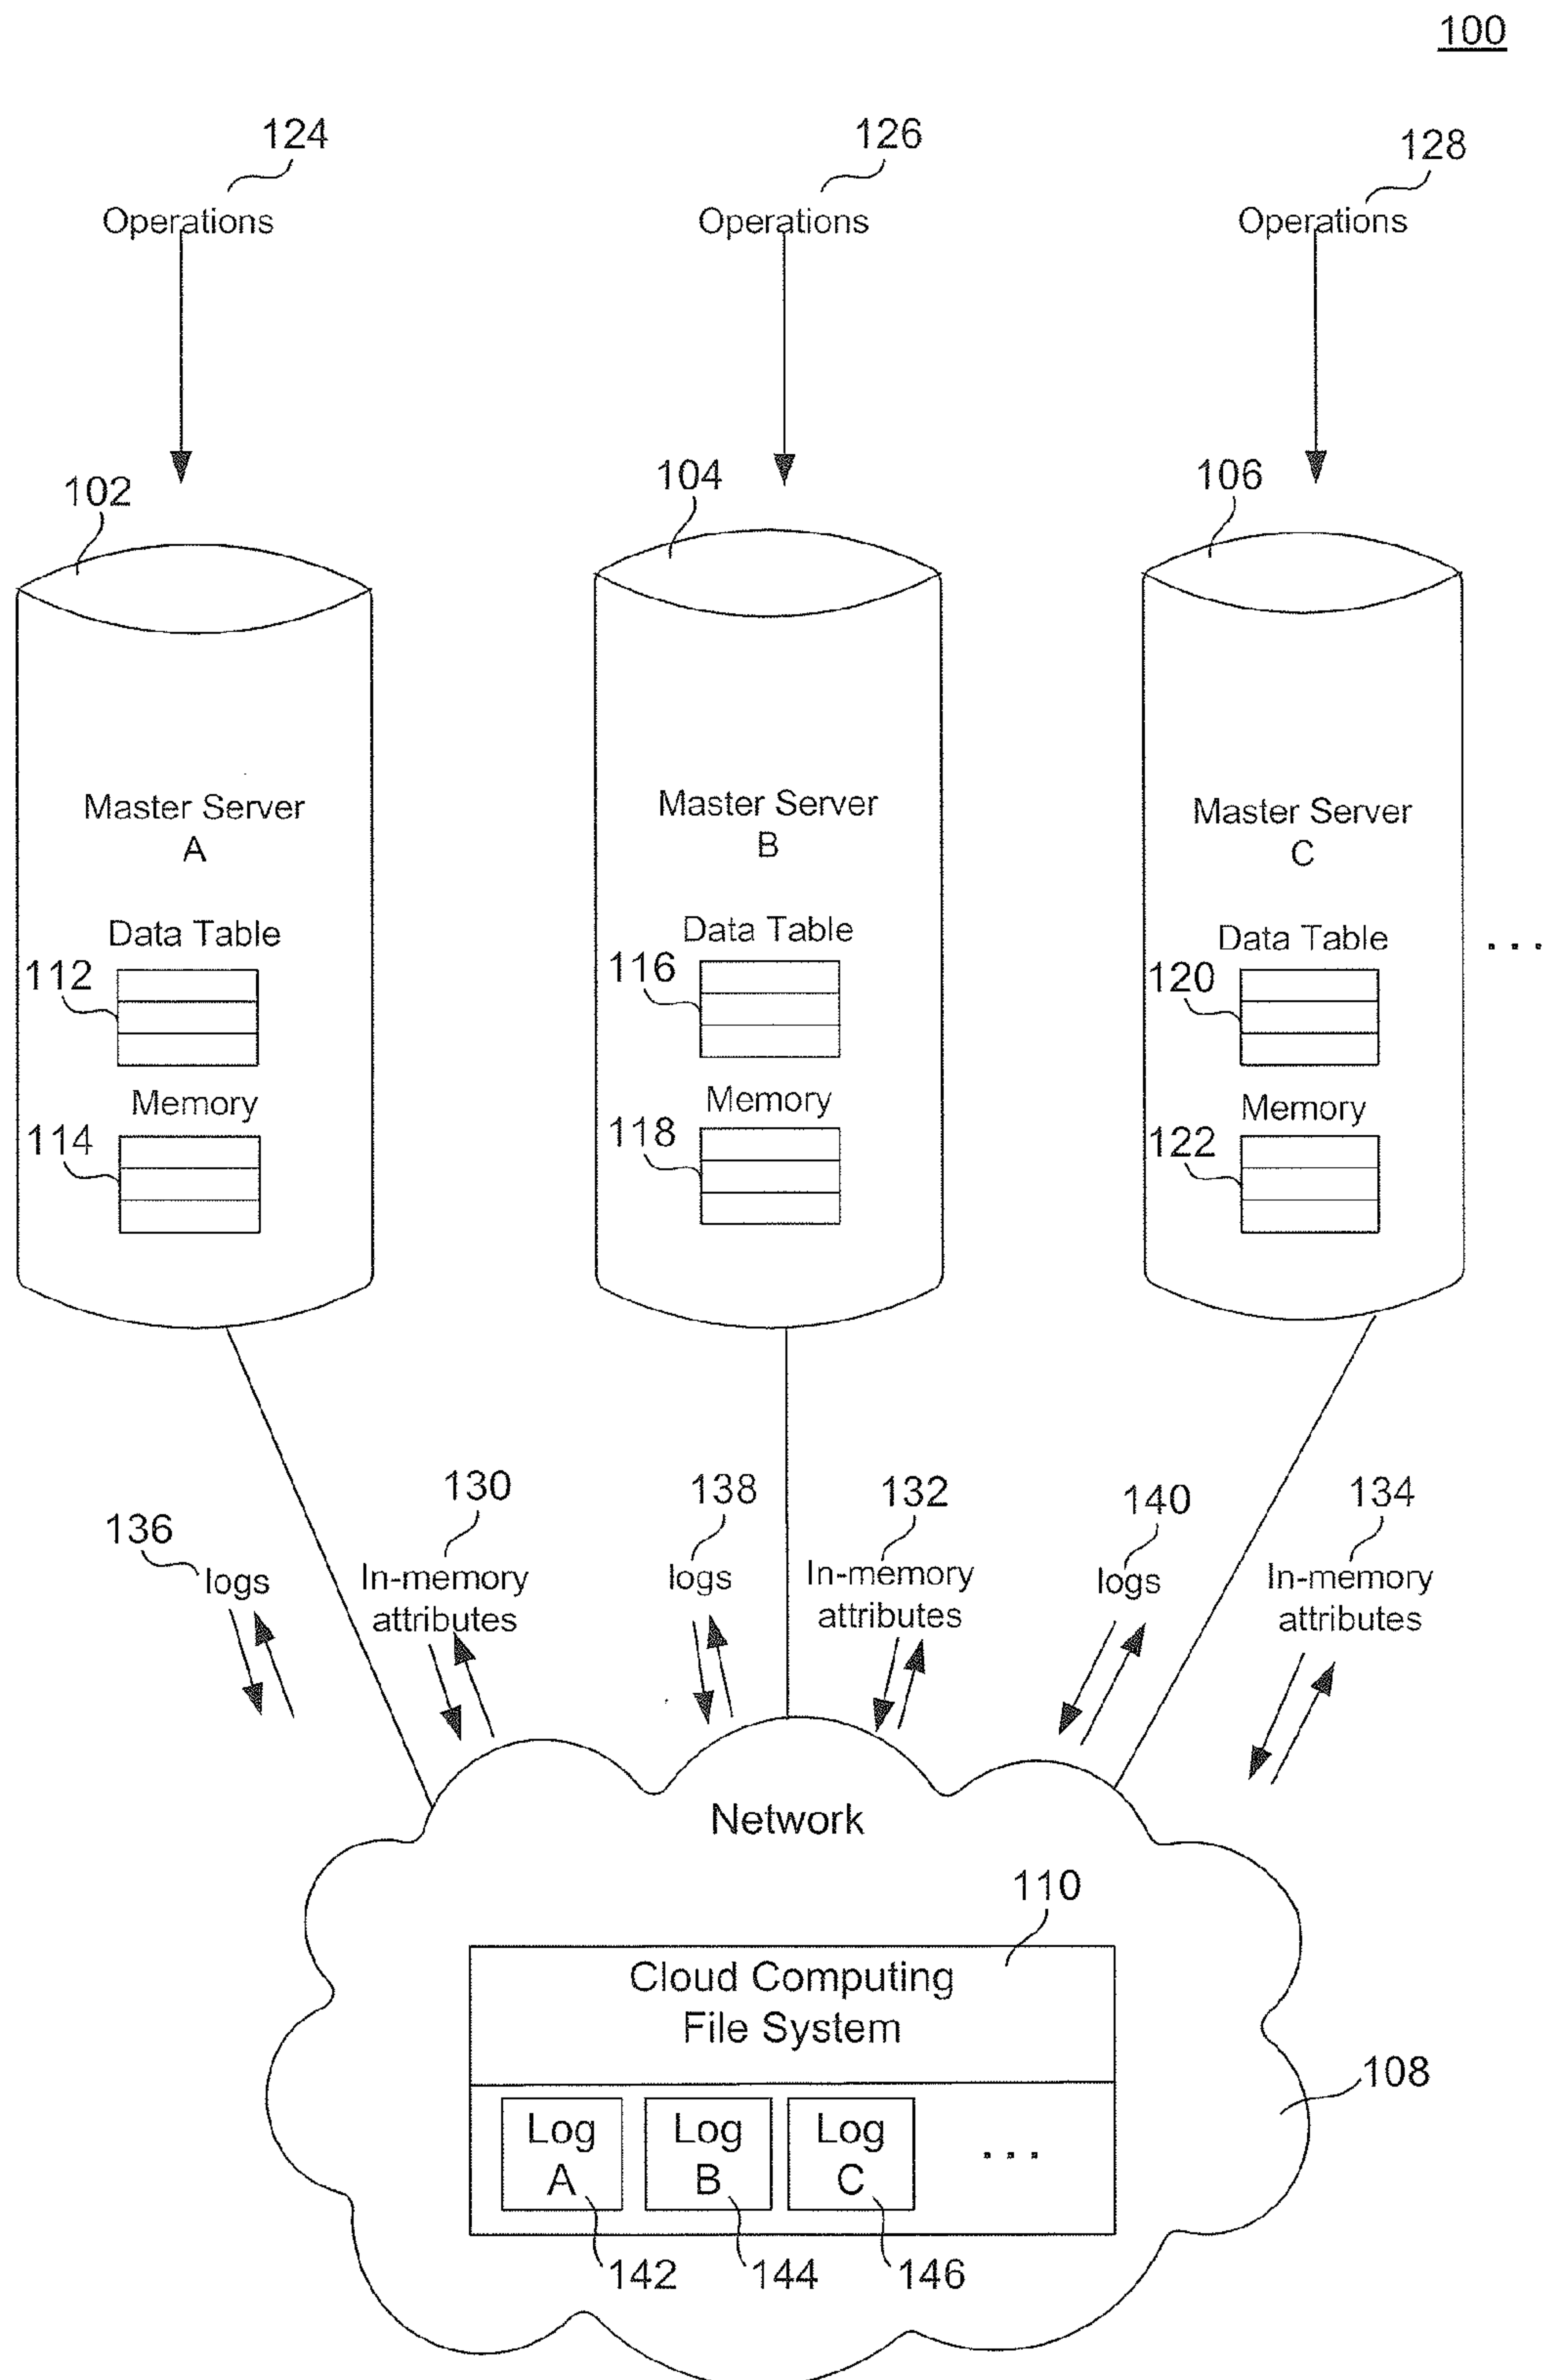 100
124
126
128
Operations
Operations
Operations
102
104
106
Master Server
A
Master Server
B
Master Server
C
Data Table
Data Table
Data Table
...
112
116
120
Memory
Memory
Memory
114
118
122
136
logs
130
In-memory
attributes
138
logs
132
In-memory
attributes
140
logs
134
In-memory
attributes
Network
110
Cloud Computing
File System
108
Log
A
Log
B
Log
C
...
142
144
146